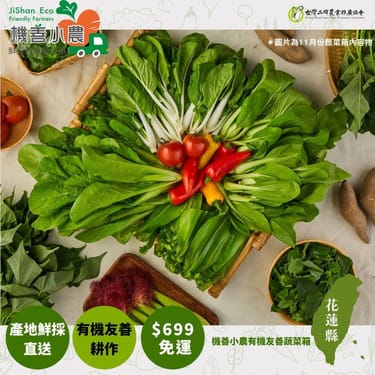 JiShan Eco
Friendly Farmers
機善小農
台灣友善農業推廣協會
＊圖片為11月份蔬菜箱內容物
產地鮮採
直送
有機友善
耕作
$699
免運
機善小農有機友善蔬菜箱
花蓮縣